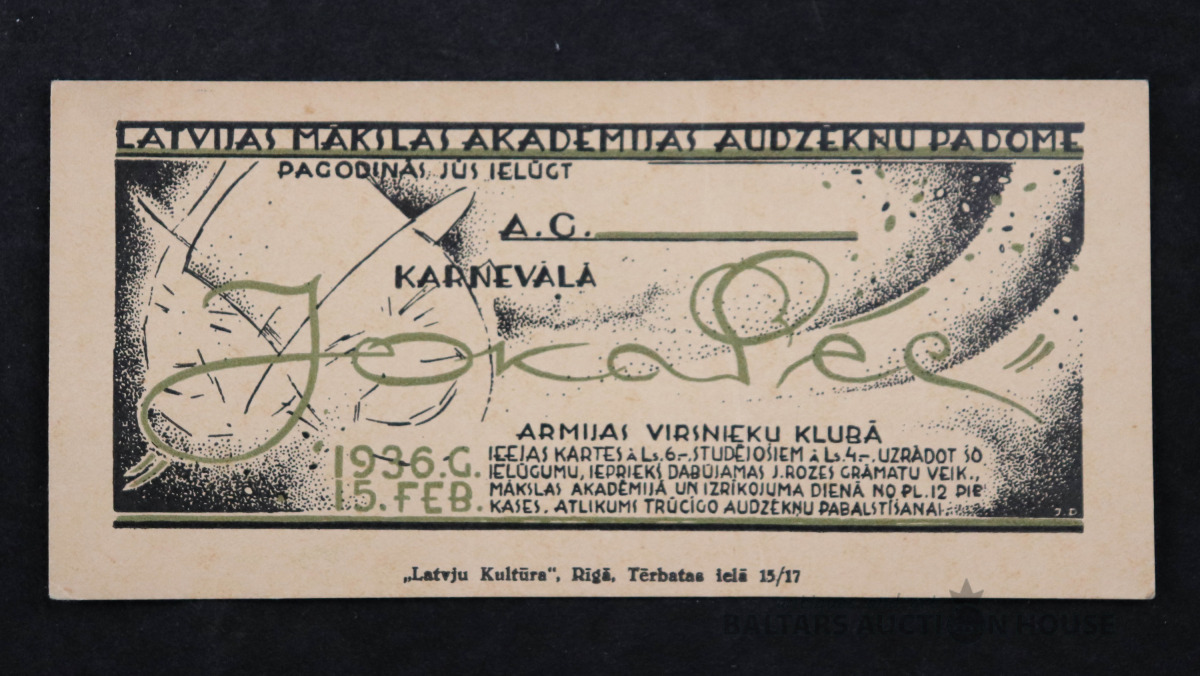 LATVIJAS MĀKSLAS AKADĒMIJAS AUDZĒKŅU PADOME
PAGODINĀS JŪS IELŪGT
A. G.
KARNEVĀLĀ
"Jokapēc"
ARMIJAS VIRSNIEKU KLUBĀ
1936. G.
15. FEB.
IEEJAS KARTES à Ls. 6-, STUDĒJOŠIEM à Ls. 4-, UZRĀDOT ŠO
IELŪGUMU, IEPRIEKŠ DABŪJAMAS J. ROZES GRĀMATU VEIK.,
MĀKSLAS AKADĒMIJĀ UN IZRĪKOJUMA DIENĀ NO PL. 12 PIE
KASES. ATLIKUMS TRŪCĪGO AUDZĒKŅU PABALSTĪŠANAI.
J. D
„Latvju Kultūra“, Rīgā, Tērbatas ielā 15/17
BALTARS AUCTION HOUSE